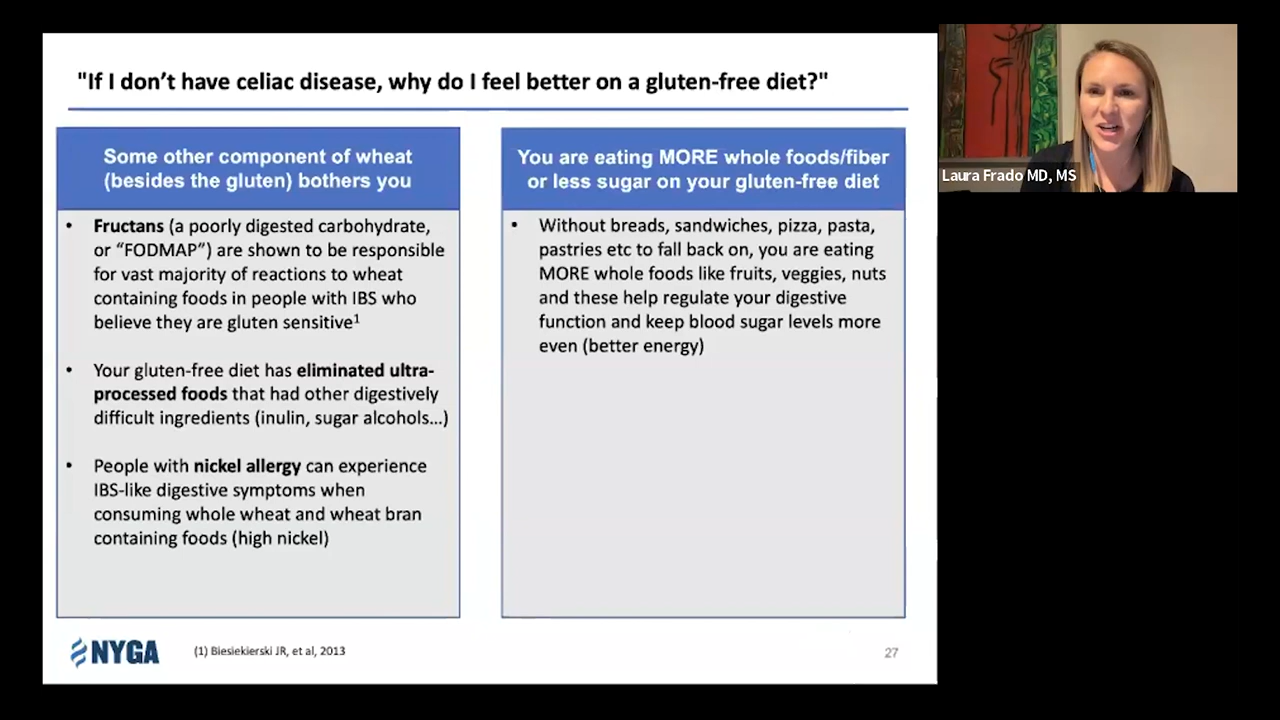 "If I don't have celiac disease, why do I feel better on a gluten-free diet?"
Some other component of wheat
(besides the gluten) bothers you
• Fructans (a poorly digested carbohydrate,
or "FODMAP") are shown to be responsible
for vast majority of reactions to wheat
containing foods in people with IBS who
believe they are gluten sensitive¹
• Your gluten-free diet has eliminated ultra-
processed foods that had other digestively
difficult ingredients (inulin, sugar alcohols…)
• People with nickel allergy can experience
IBS-like digestive symptoms when
consuming whole wheat and wheat bran
containing foods (high nickel)
You are eating MORE whole foods/fiber
or less sugar on your gluten-free diet
• Without breads, sandwiches, pizza, pasta,
pastries etc to fall back on, you are eating
MORE whole foods like fruits, veggies, nuts
and these help regulate your digestive
function and keep blood sugar levels more
even (better energy)
NYGA
(1) Biesiekierski JR, et al, 2013
27
Laura Frado MD, MS